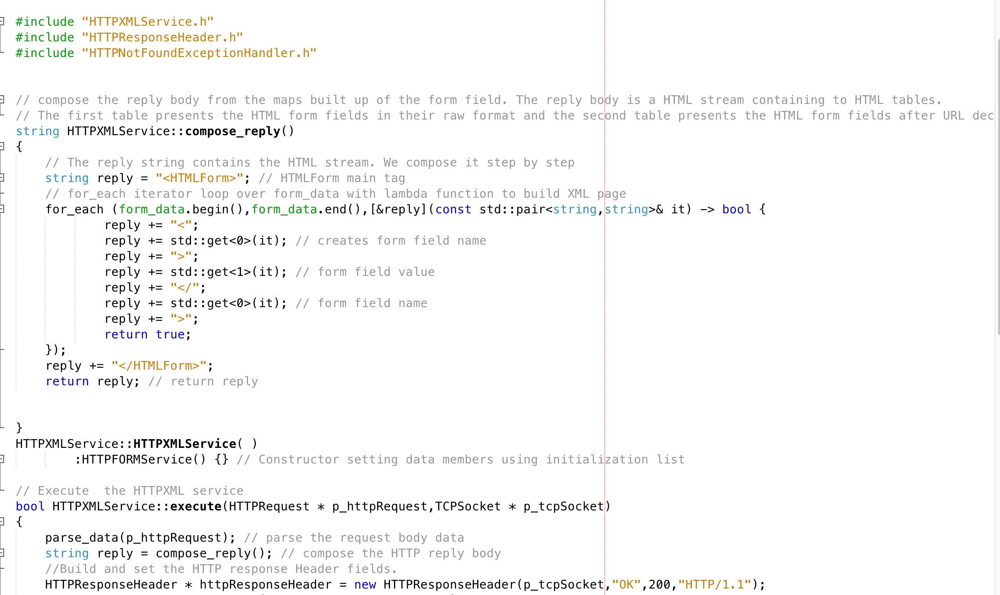 #include "HTTPXMLService.h"
#include "HTTPResponseHeader.h"
#include "HTTPNotFoundExceptionHandler.h"
// compose the reply body from the maps built up of the form field. The reply body is a HTML stream containing to HTML tables.
// The first table presents the HTML form fields in their raw format and the second table presents the HTML form fields after URL dec
string HTTPXMLService::compose_reply()
{
    // The reply string contains the HTML stream. We compose it step by step
    string reply = "<HTMLForm>"; // HTMLForm main tag
    // for_each iterator loop over form_data with lambda function to build XML page
    for_each (form_data.begin(),form_data.end(),[&reply](const std::pair<string,string>& it) -> bool {
            reply += "<";
            reply += std::get<0>(it); // creates form field name
            reply += ">";
            reply += std::get<1>(it); // form field value
            reply += "</";
            reply += std::get<0>(it); // form field name
            reply += ">";
            return true;
    });
    reply += "</HTMLForm>";
    return reply; // return reply
}
HTTPXMLService::HTTPXMLService( )
        :HTTPFORMService() {} // Constructor setting data members using initialization list
// Execute  the HTTPXML service
bool HTTPXMLService::execute(HTTPRequest * p_httpRequest,TCPSocket * p_tcpSocket)
{
    parse_data(p_httpRequest); // parse the request body data
    string reply = compose_reply(); // compose the HTTP reply body
    //Build and set the HTTP response Header fields.
    HTTPResponseHeader * httpResponseHeader = new HTTPResponseHeader(p_tcpSocket,"OK",200,"HTTP/1.1");